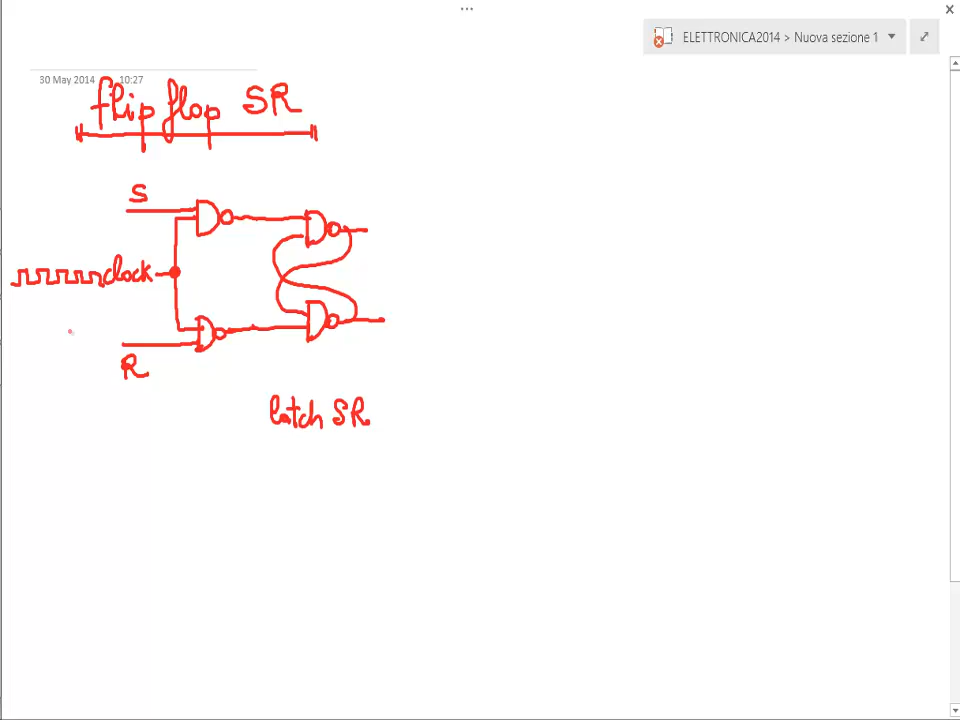 ELETTRONICA2014 > Nuova sezione 1
30 May 2014 10:27
flip flop SR
S
clock
R
latch SR